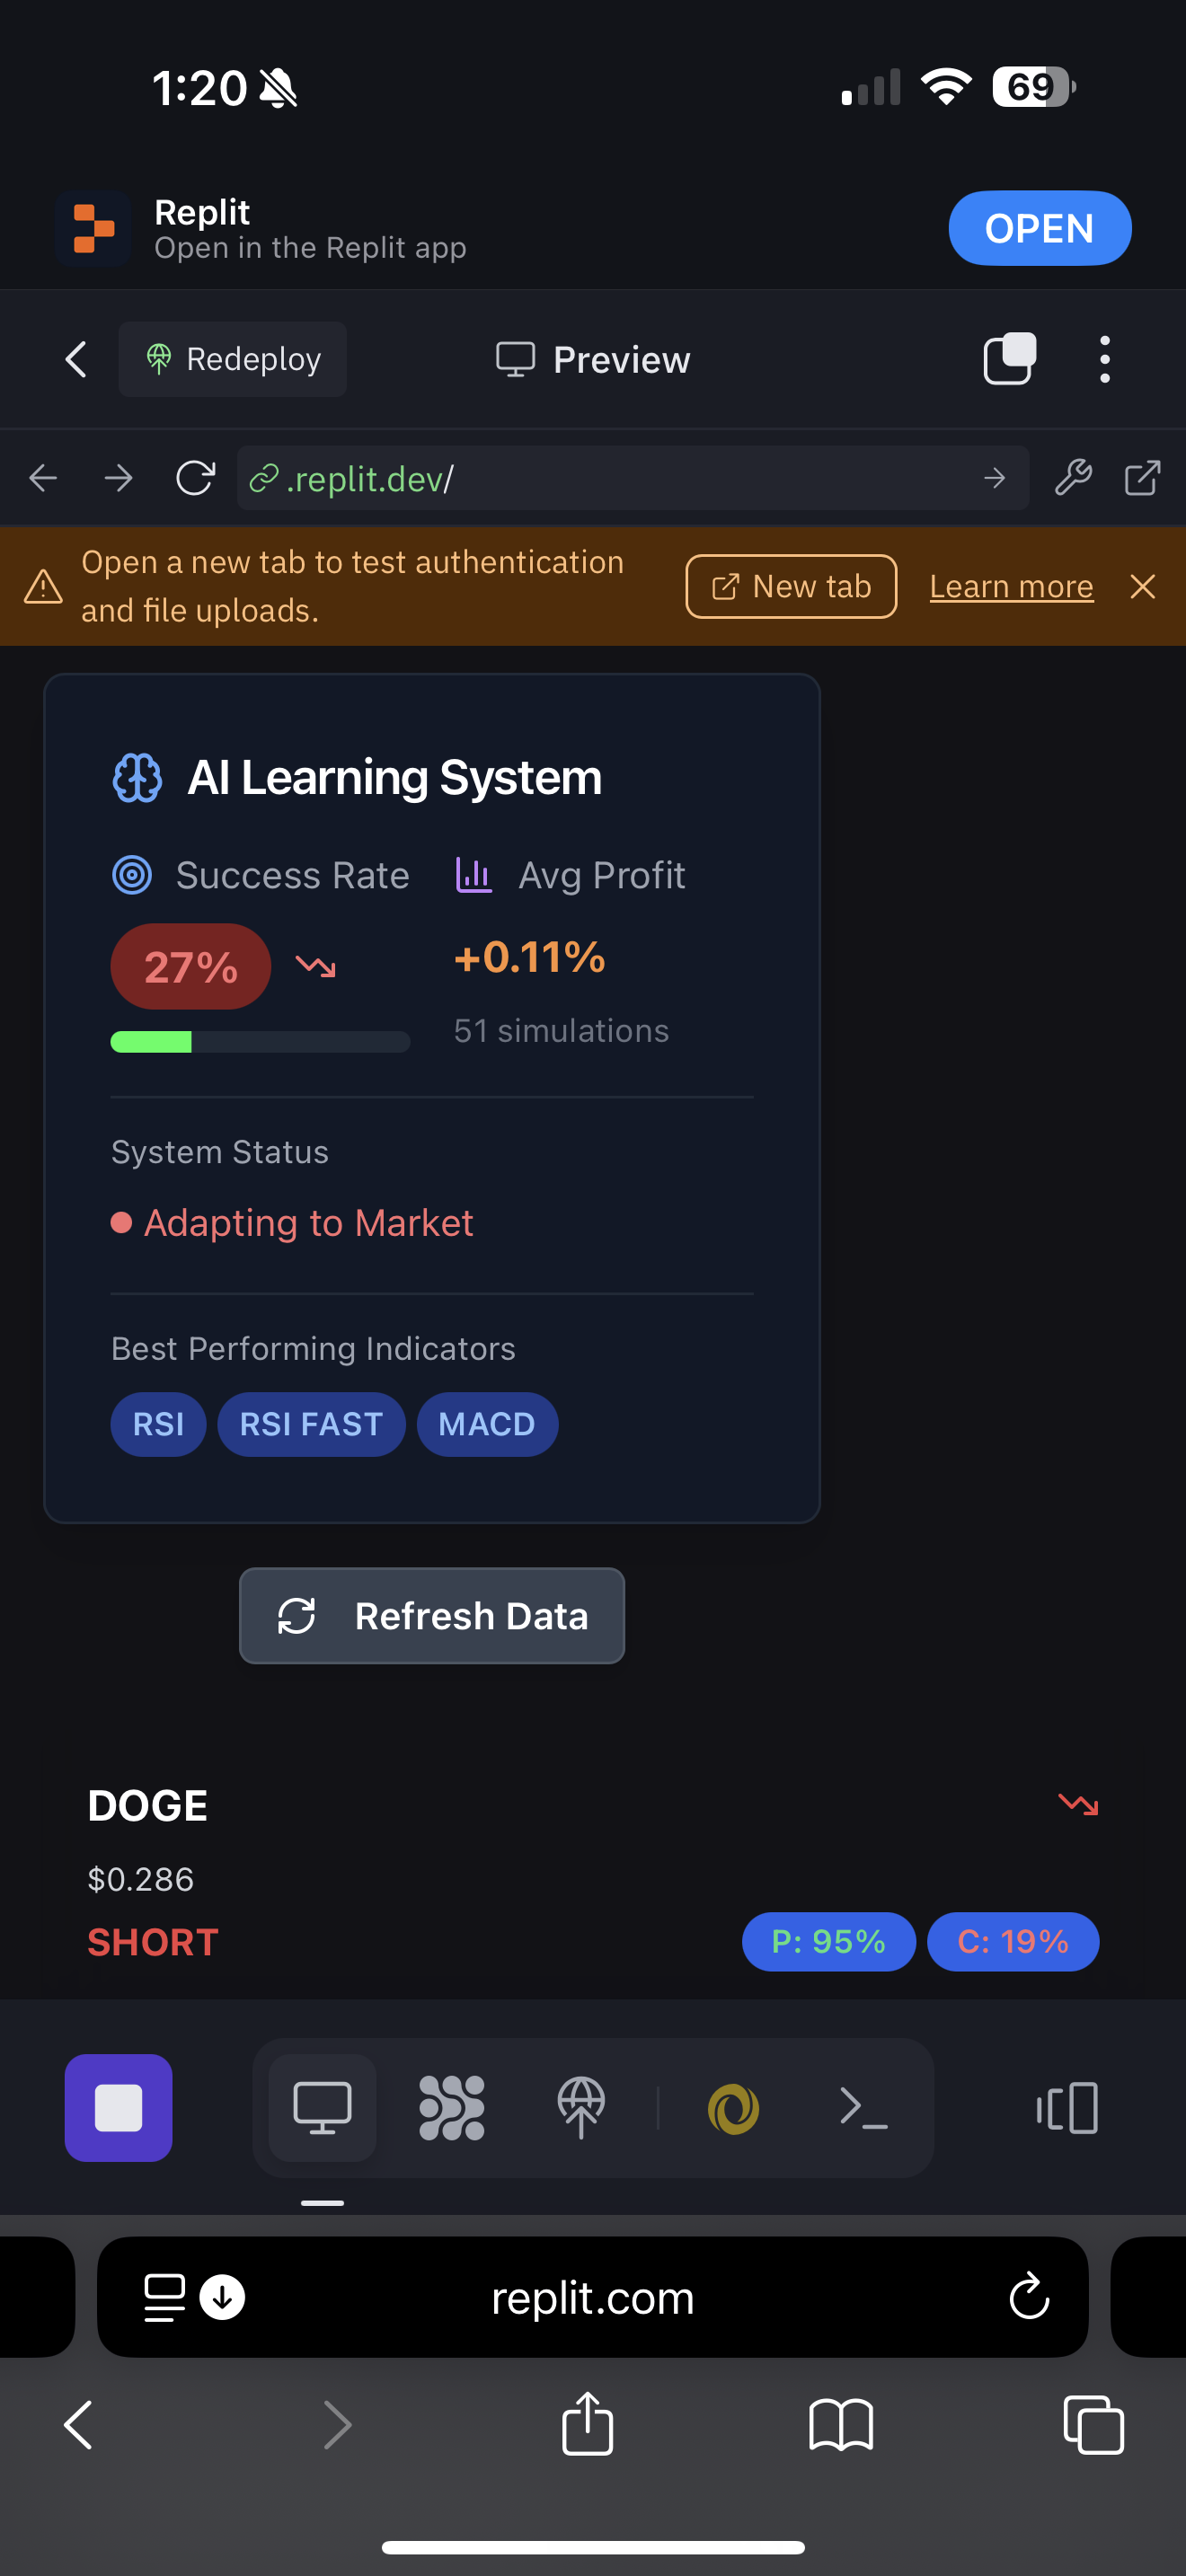 1:20
69
Replit
Open in the Replit app
OPEN
Redeploy
Preview
.replit.dev/
Open a new tab to test authentication
and file uploads.
New tab
Learn more
AI Learning System
Success Rate
Avg Profit
27%
+0.11%
51 simulations
System Status
Adapting to Market
Best Performing Indicators
RSI
RSI FAST
MACD
Refresh Data
DOGE
$0.286
SHORT
P: 95%
C: 19%
replit.com